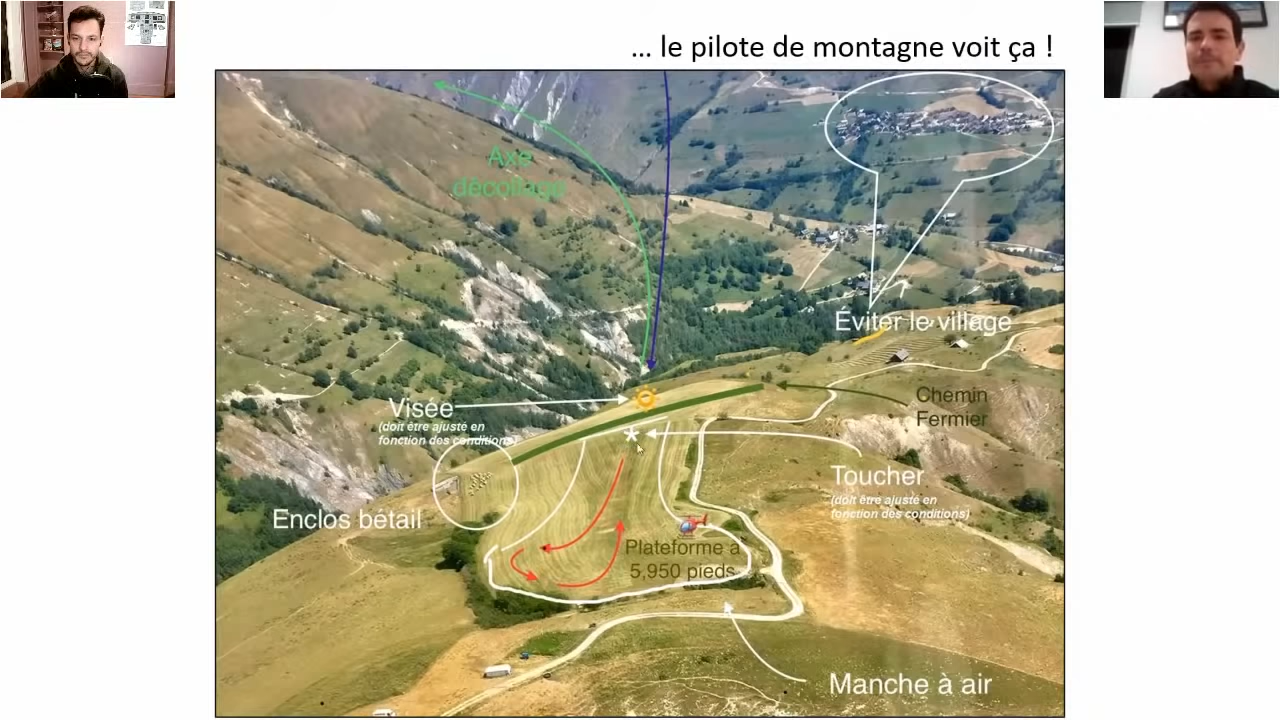 ... le pilote de montagne voit ça !
Axe
décollage
Éviter le village
Visée
(doit être ajusté en
fonction des conditions)
Chemin
Fermier
Toucher
(doit être ajusté en
fonction des conditions)
Enclos bétail
Plateforme à
5,950 pieds
Manche à air